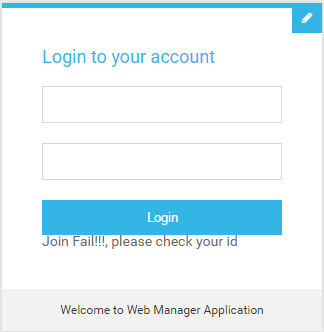 Login to your account
Login
Join Fail!!!, please check your id
Welcome to Web Manager Application